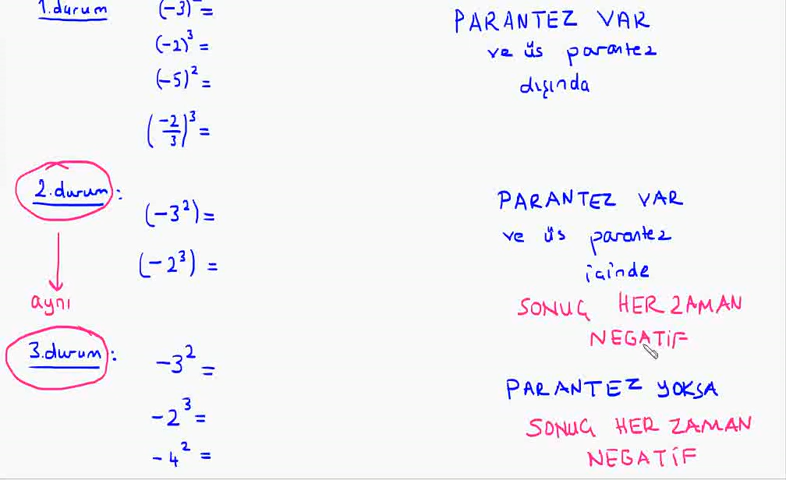 1.durum (-3)
(-2)³ =
(-5)² =
(-2/3)³ =
PARANTEZ VAR
ve üs parantez
dışında
2.durum : (-3²) =
(-2³) =
PARANTEZ VAR
ve üs parantez
içinde
aynı
SONUÇ HER ZAMAN
NEGATİF
3.durum : -3² =
-2³ =
-4² =
PARANTEZ YOKSA
SONUÇ HER ZAMAN
NEGATİF